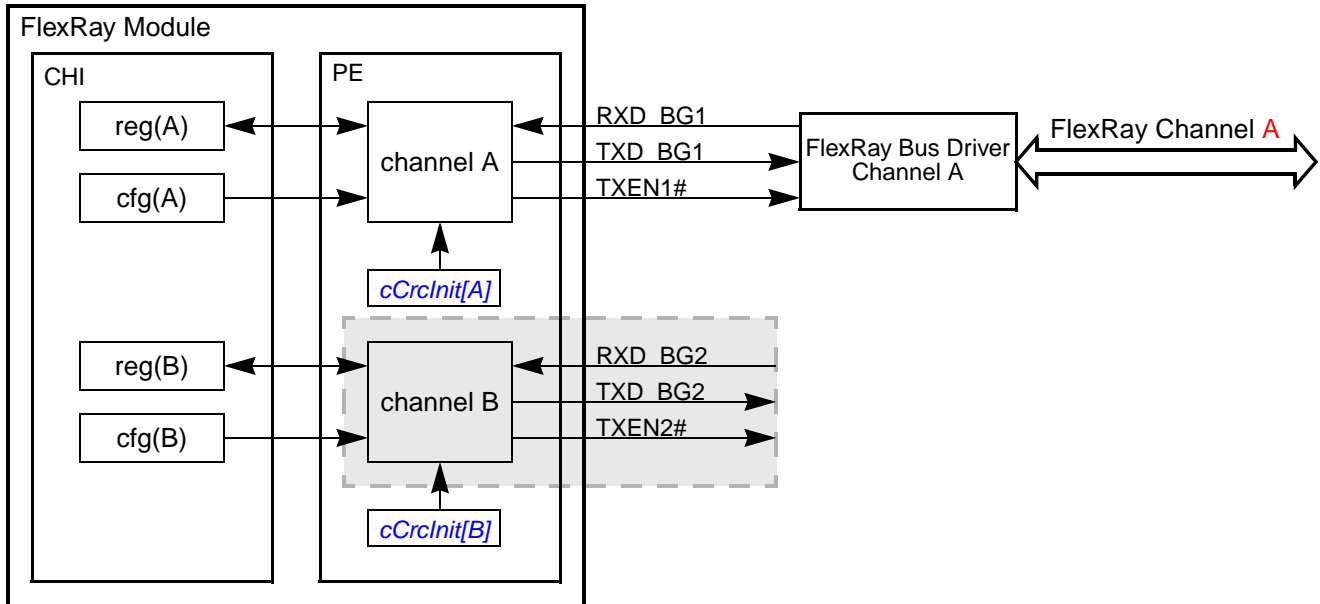 FlexRay Module
CHI
PE
reg(A)
cfg(A)
channel A
cCrcInit[A]
RXD_BG1
TXD_BG1
TXEN1#
FlexRay Bus Driver
Channel A
FlexRay Channel A
reg(B)
cfg(B)
channel B
cCrcInit[B]
RXD_BG2
TXD_BG2
TXEN2#